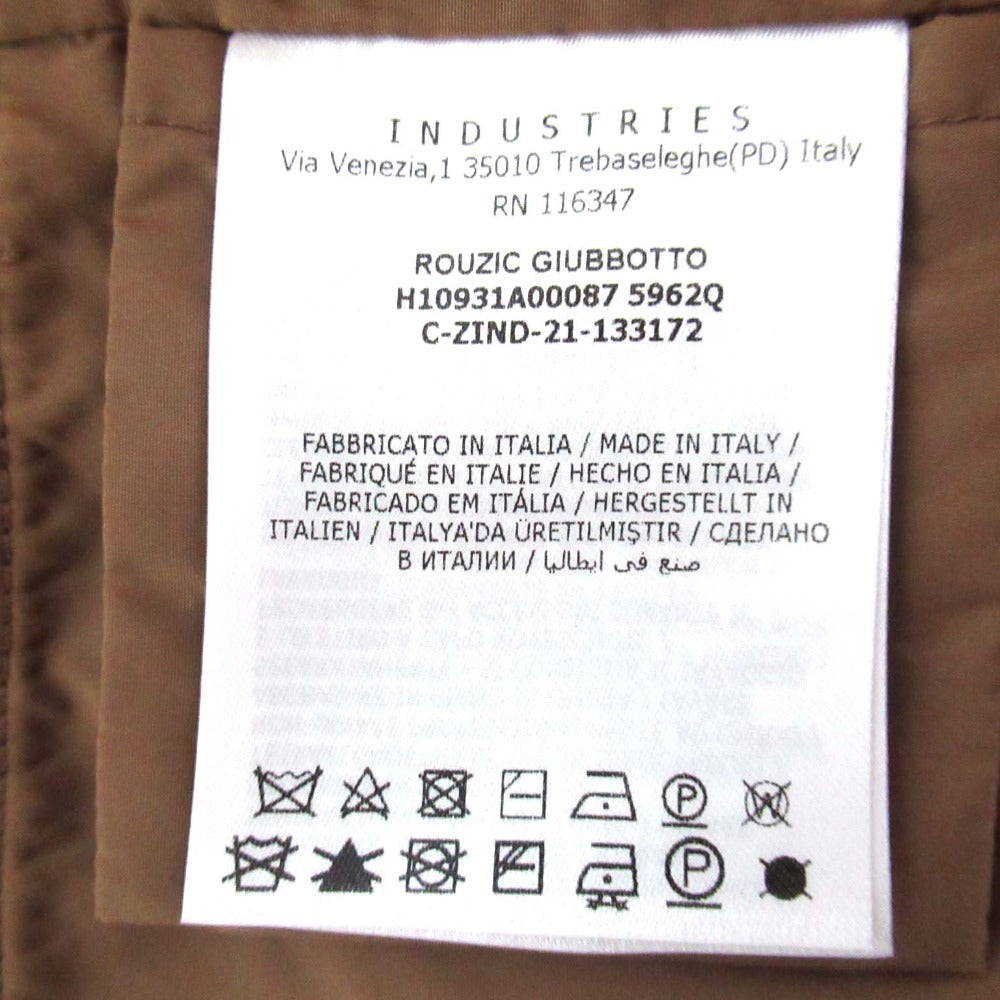 INDUSTRIES
Via Venezia,1 35010 Trebaseleghe(PD) Italy
RN 116347
ROUZIC GIUBBOTTO
H10931A00087 5962Q
C-ZIND-21-133172
FABBRICATO IN ITALIA / MADE IN ITALY /
FABRIQUÉ EN ITALIE / HECHO EN ITALIA /
FABRICADO EM ITÁLIA / HERGESTELLT IN
ITALIEN / ITALYA'DA ÜRETILMIŞTIR / СДЕЛАНО
В ИТАЛИИ / صنع في ايطاليا
P W
P